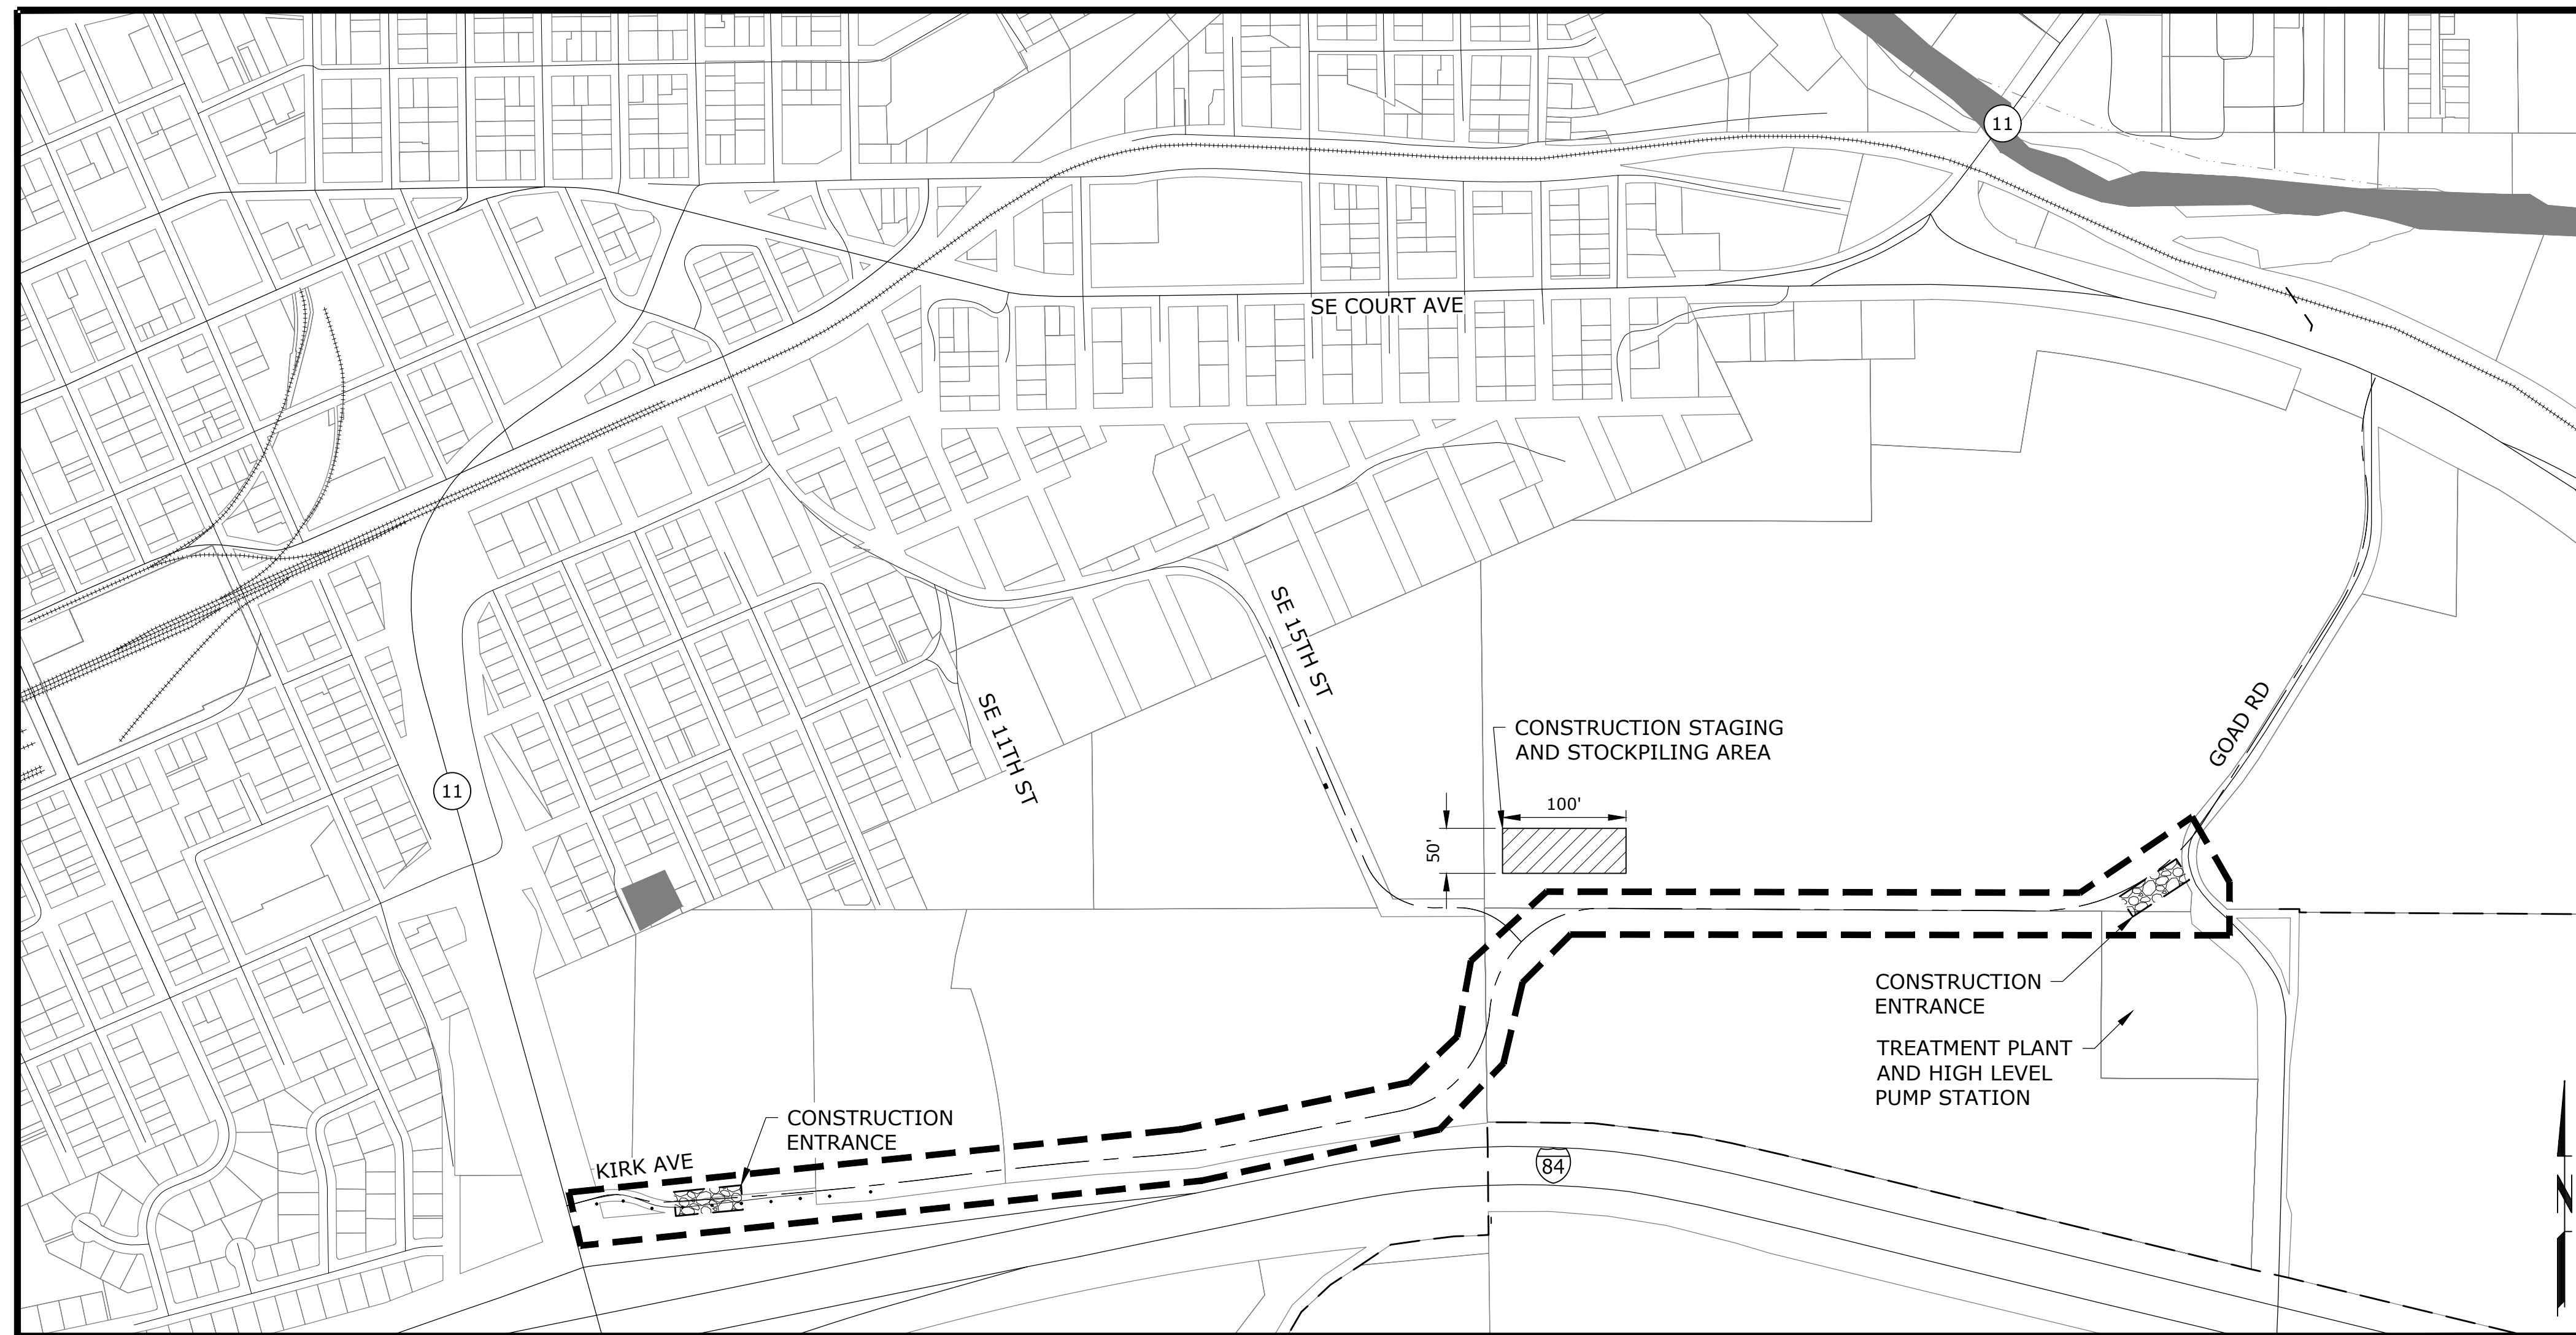 11
SE COURT AVE
SE 15TH ST
SE 11TH ST
GOAD RD
CONSTRUCTION STAGING
AND STOCKPILING AREA
11
100'
50'
CONSTRUCTION
ENTRANCE
TREATMENT PLANT
AND HIGH LEVEL
PUMP STATION
CONSTRUCTION
ENTRANCE
KIRK AVE
84
N